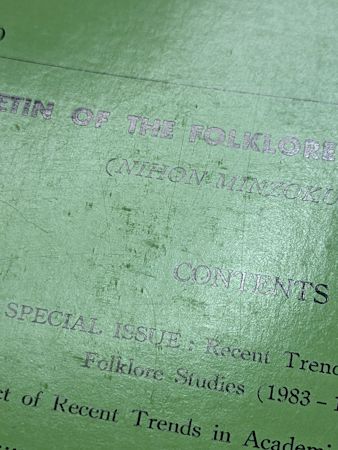 ETIN OF THE FOLKLORE
(NIHON MINZOKU
CONTENTS
SPECIAL ISSUE : Recent Trend
Folklore Studies (1983 –
ct of Recent Trends in Academi